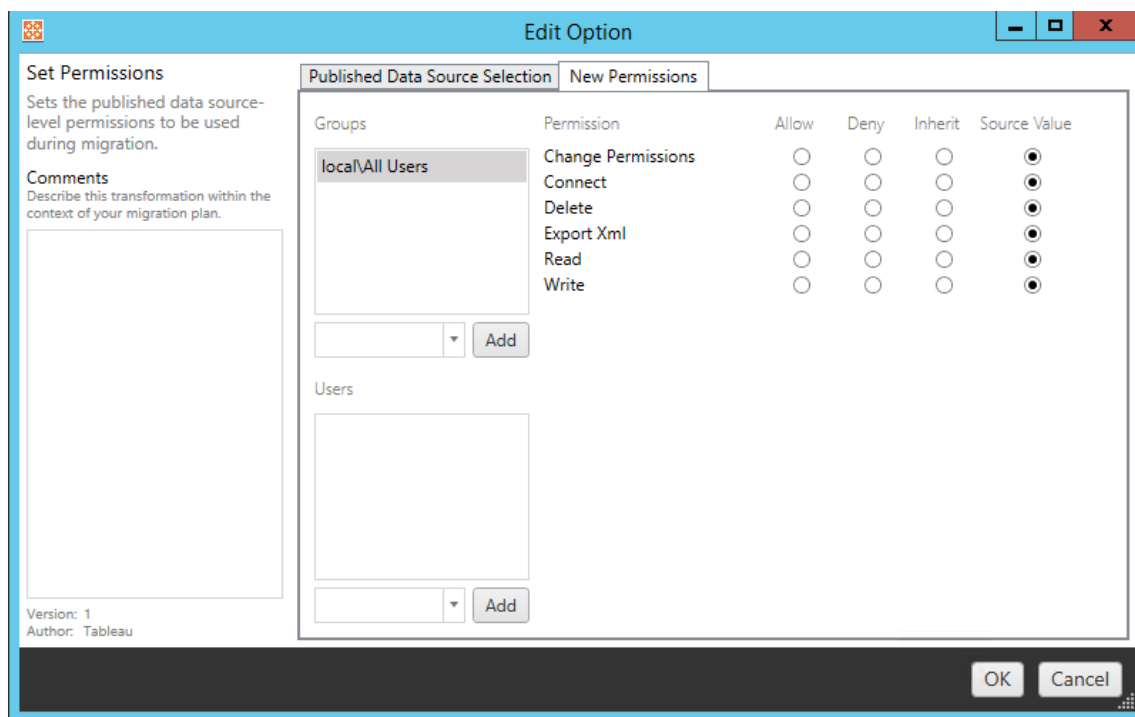 Edit Option
Set Permissions
Sets the published data source-
level permissions to be used
during migration.
Comments
Describe this transformation within the
context of your migration plan.
Version: 1
Author: Tableau
Published Data Source Selection
New Permissions
Groups
local\All Users
Add
Users
Add
Permission Allow Deny Inherit Source Value
Change Permissions
Connect
Delete
Export Xml
Read
Write
OK
Cancel